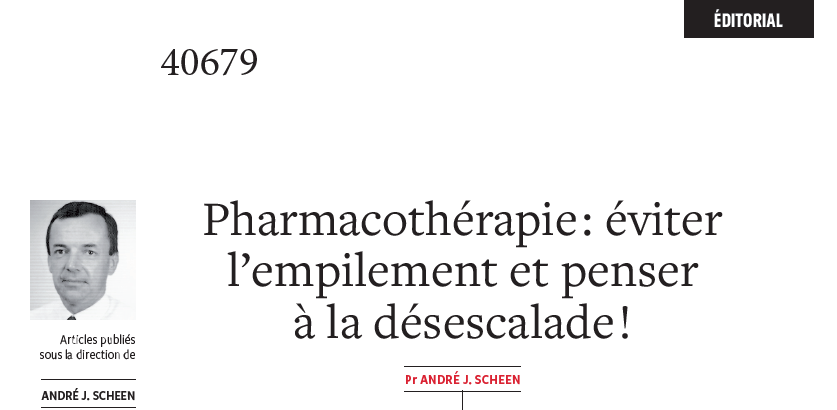 ÉDITORIAL
40679
Pharmacothérapie: éviter
l’empilement et penser
à la désescalade!
Articles publiés
sous la direction de
ANDRÉ J. SCHEEN
Pr ANDRÉ J. SCHEEN